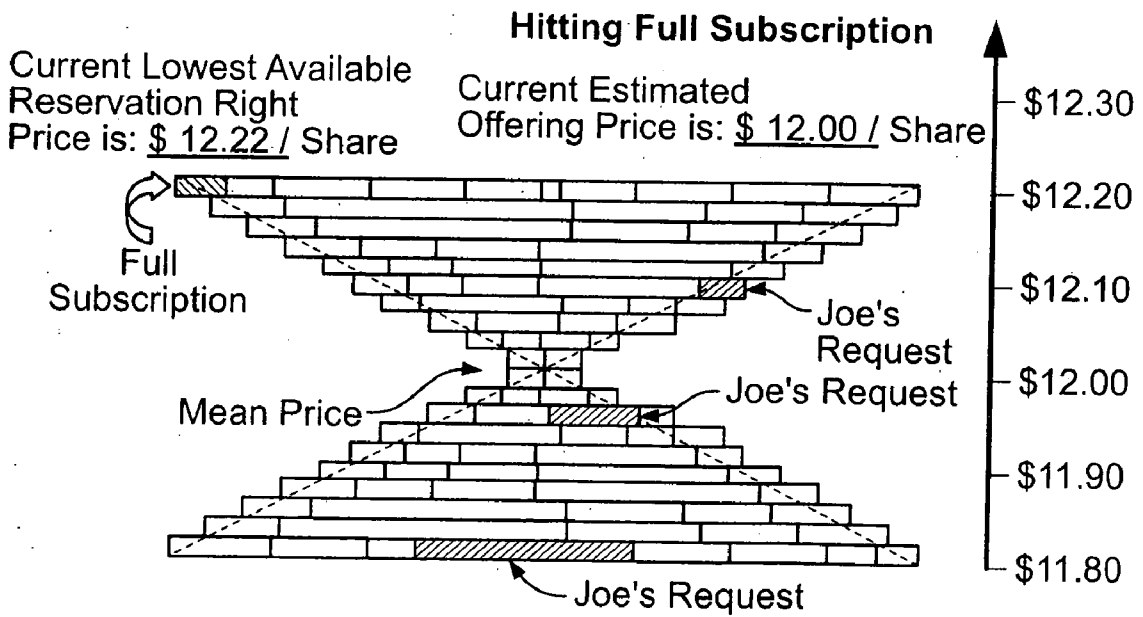 Hitting Full Subscription
Current Lowest Available
Reservation Right
Price is: $ 12.22 / Share
Current Estimated
Offering Price is: $ 12.00 / Share
$12.30
$12.20
$12.10
$12.00
$11.90
$11.80
Full
Subscription
Joe's
Request
Mean Price
Joe's Request
Joe's Request